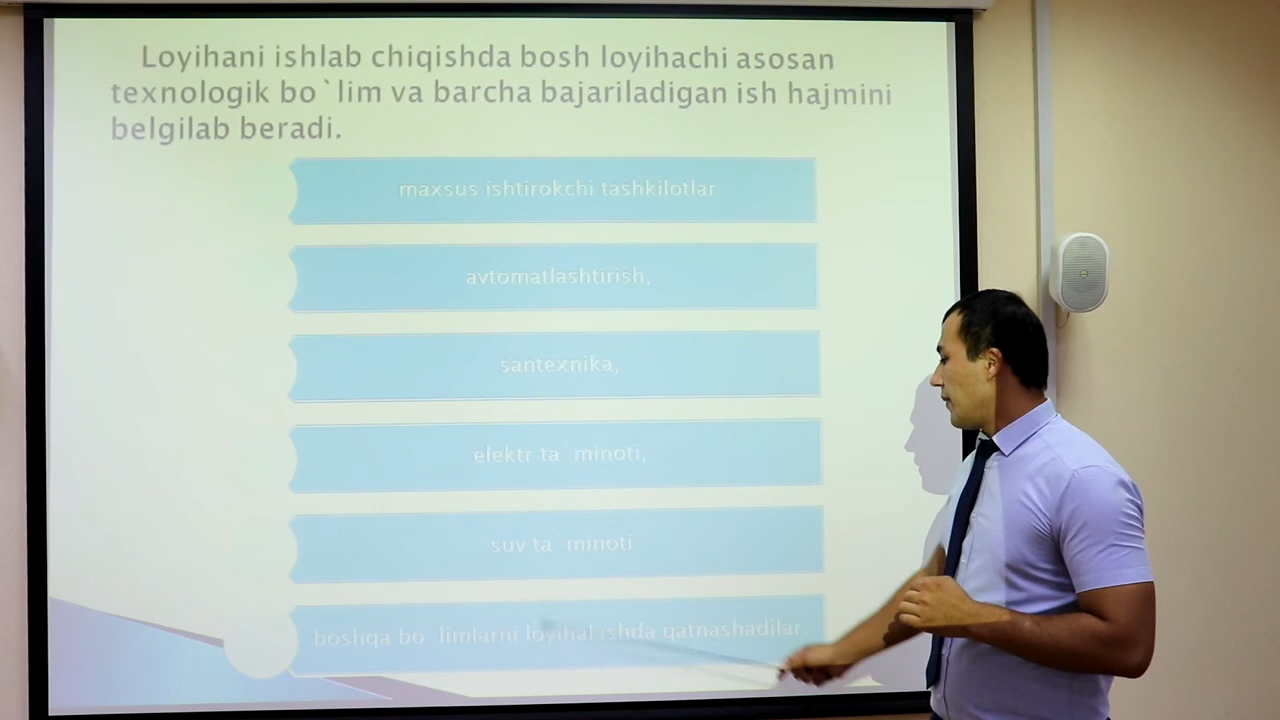 Loyihani ishlab chiqishda bosh loyihachi asosan
texnologik bo`lim va barcha bajariladigan ish hajmini
belgilab beradi.
maxsus ishtirokchi tashkilotlar
avtomatlashtirish,
santexnika,
elektr ta`minoti,
suv ta`minoti
boshqa bo`limlarni loyihalashda qatnashadilar.